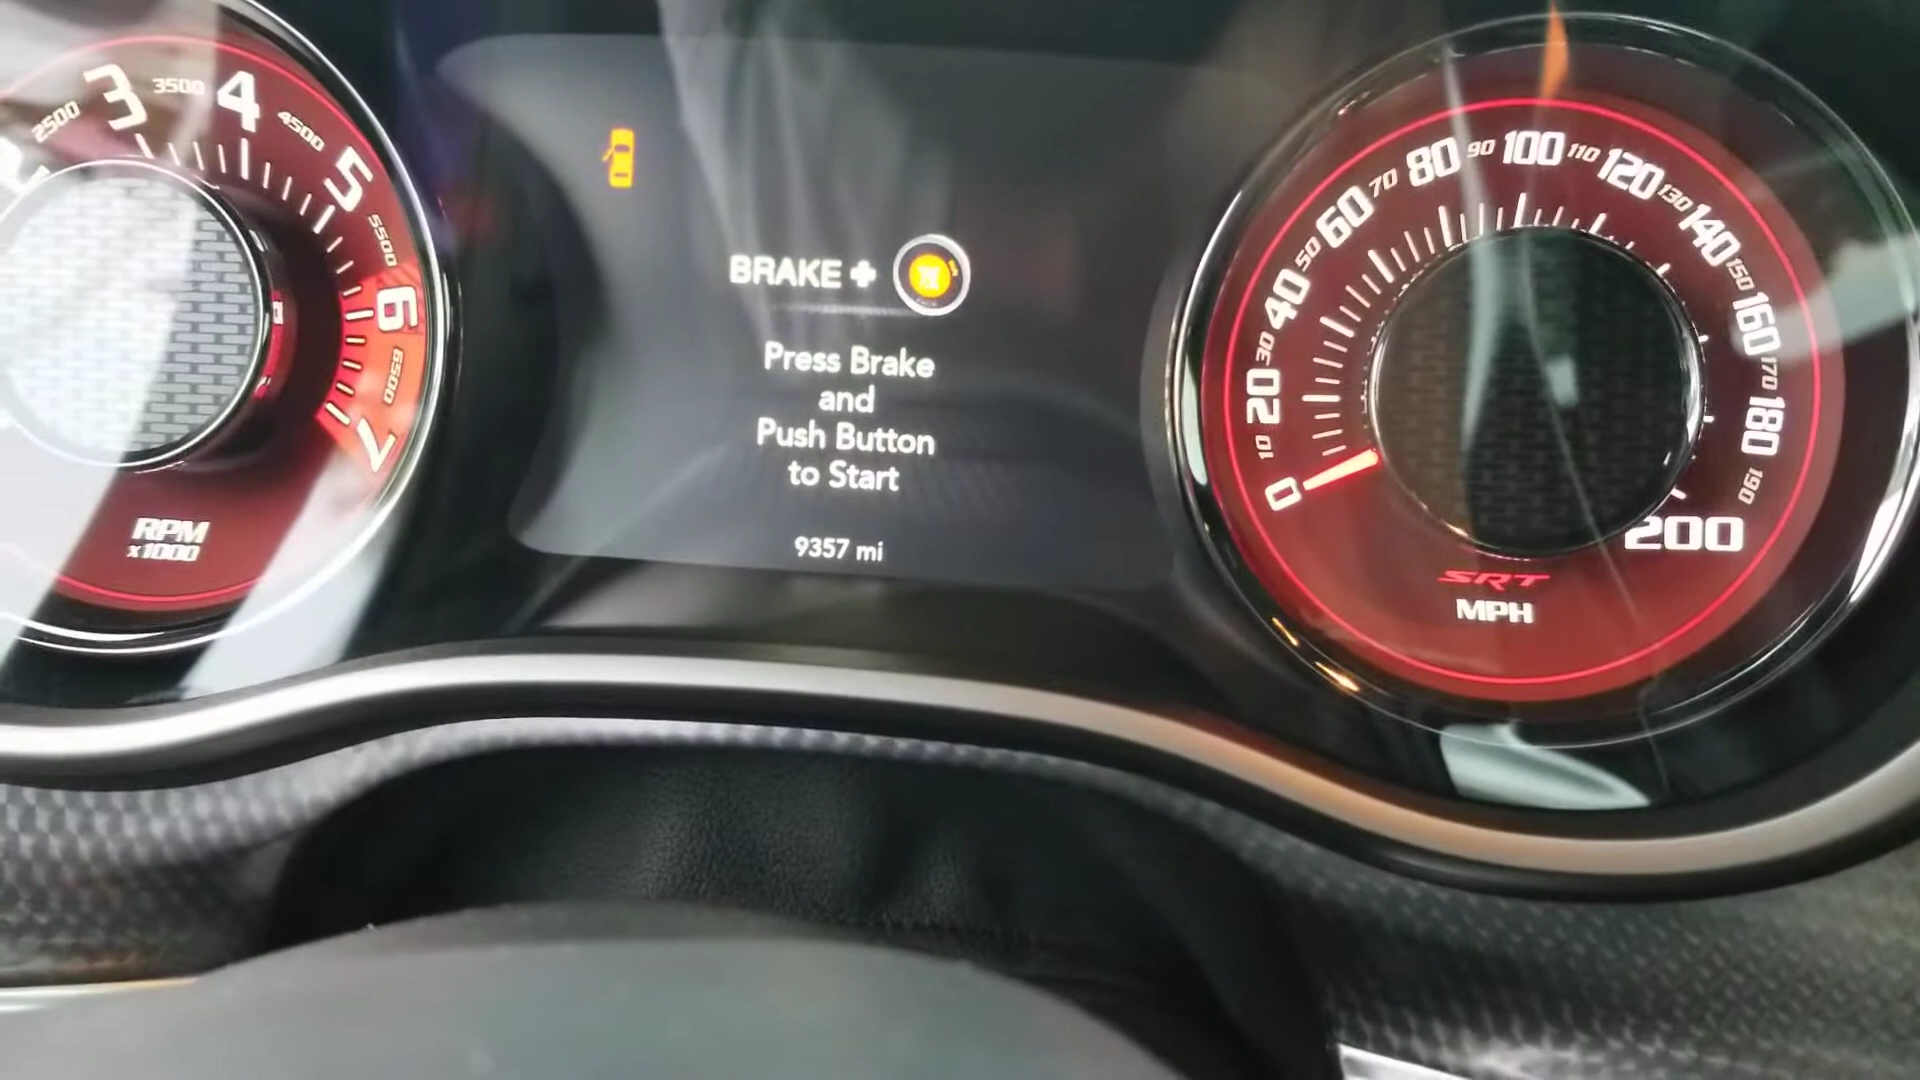 2500 3 3500 4 4500 5 5500 6 6500 7
RPM
x1000
BRAKE +
Press Brake
and
Push Button
to Start
9357 mi
0 10 20 30 40 50 60 70 80 90 100 110 120 130 140 150 160 170 180 190 200
SRT
MPH